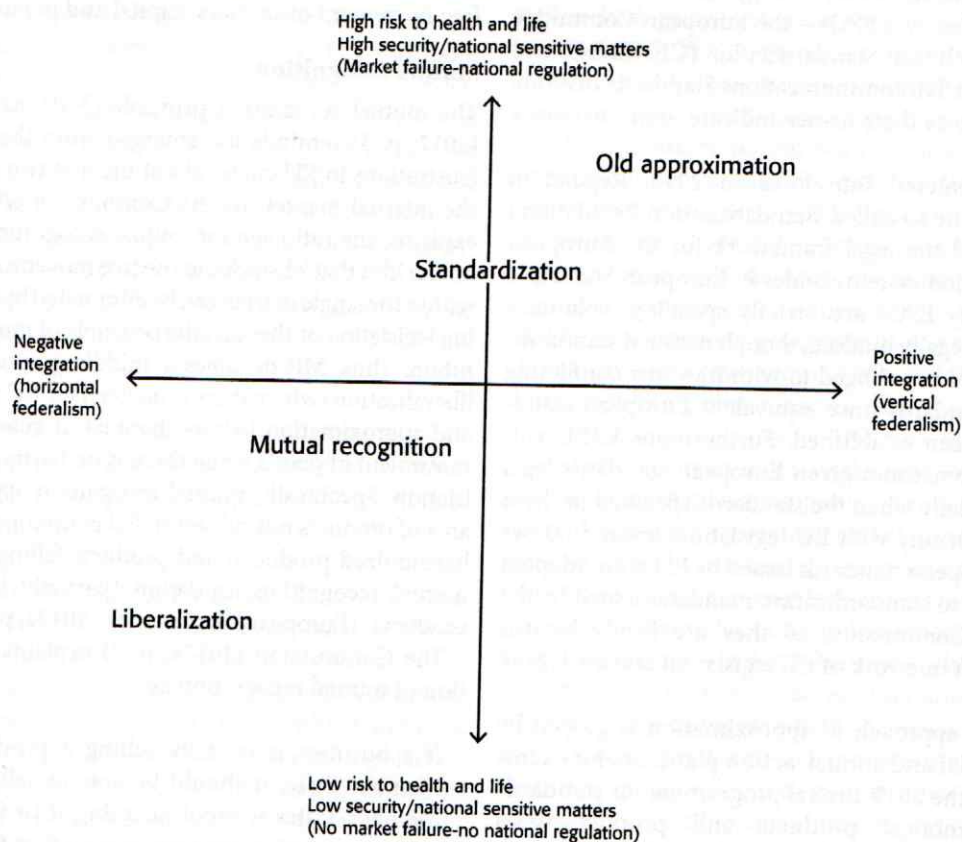 High risk to health and life
High security/national sensitive matters
(Market failure-national regulation)
Old approximation
Standardization
Negative
integration
(horizontal
federalism)
Positive
integration
(vertical
federalism)
Mutual recognition
Liberalization
Low risk to health and life
Low security/national sensitive matters
(No market failure-no national regulation)